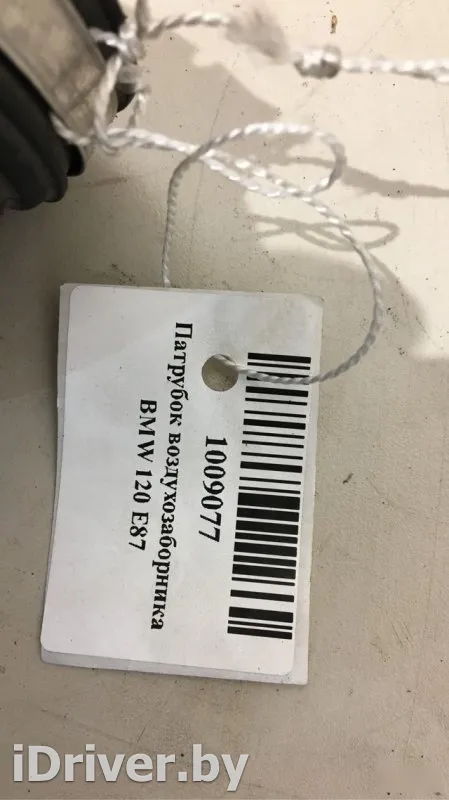 1009077
Патрубок воздухозаборника
BMW 120 E87
iDriver.by